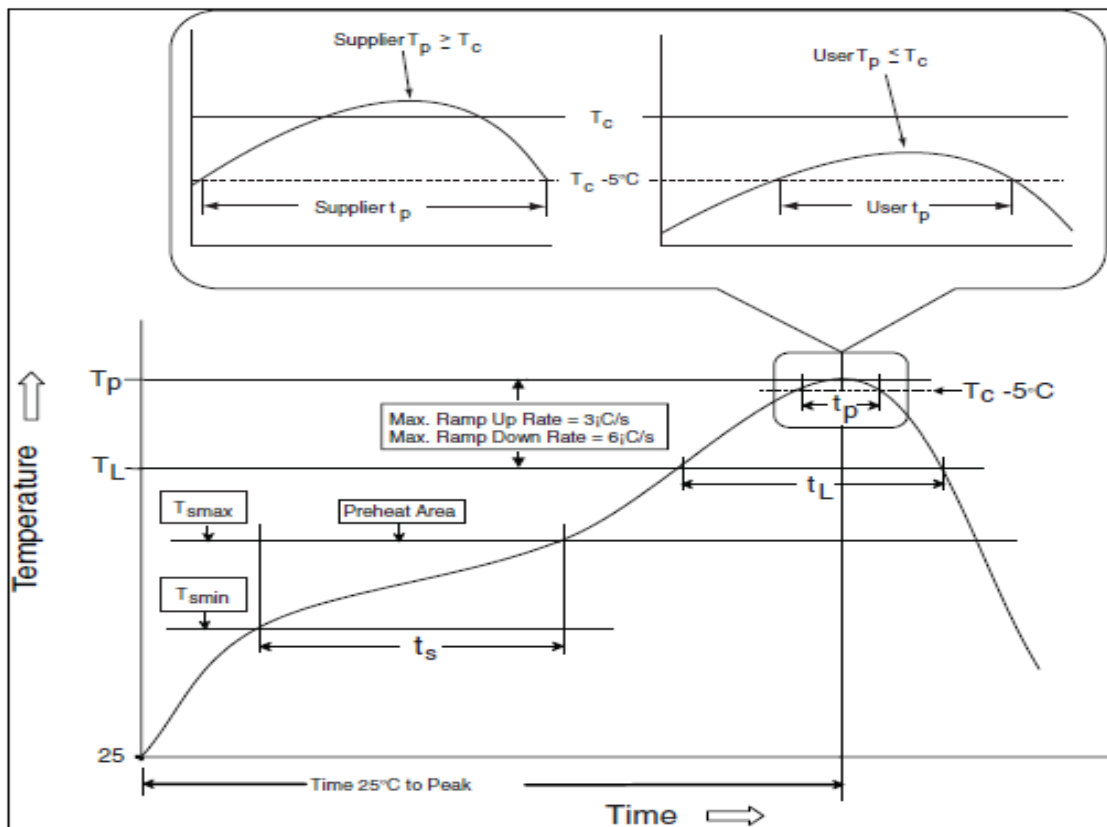 Supplier Tp ≥ Tc
User Tp ≤ Tc
Tc
Tc -5°C
Supplier tp
User tp
Tp
Tc -5°C
tp
Max. Ramp Up Rate = 3¡C/s
Max. Ramp Down Rate = 6¡C/s
TL
tL
Tsmax
Preheat Area
Tsmin
ts
Temperature
25
Time 25°C to Peak
Time